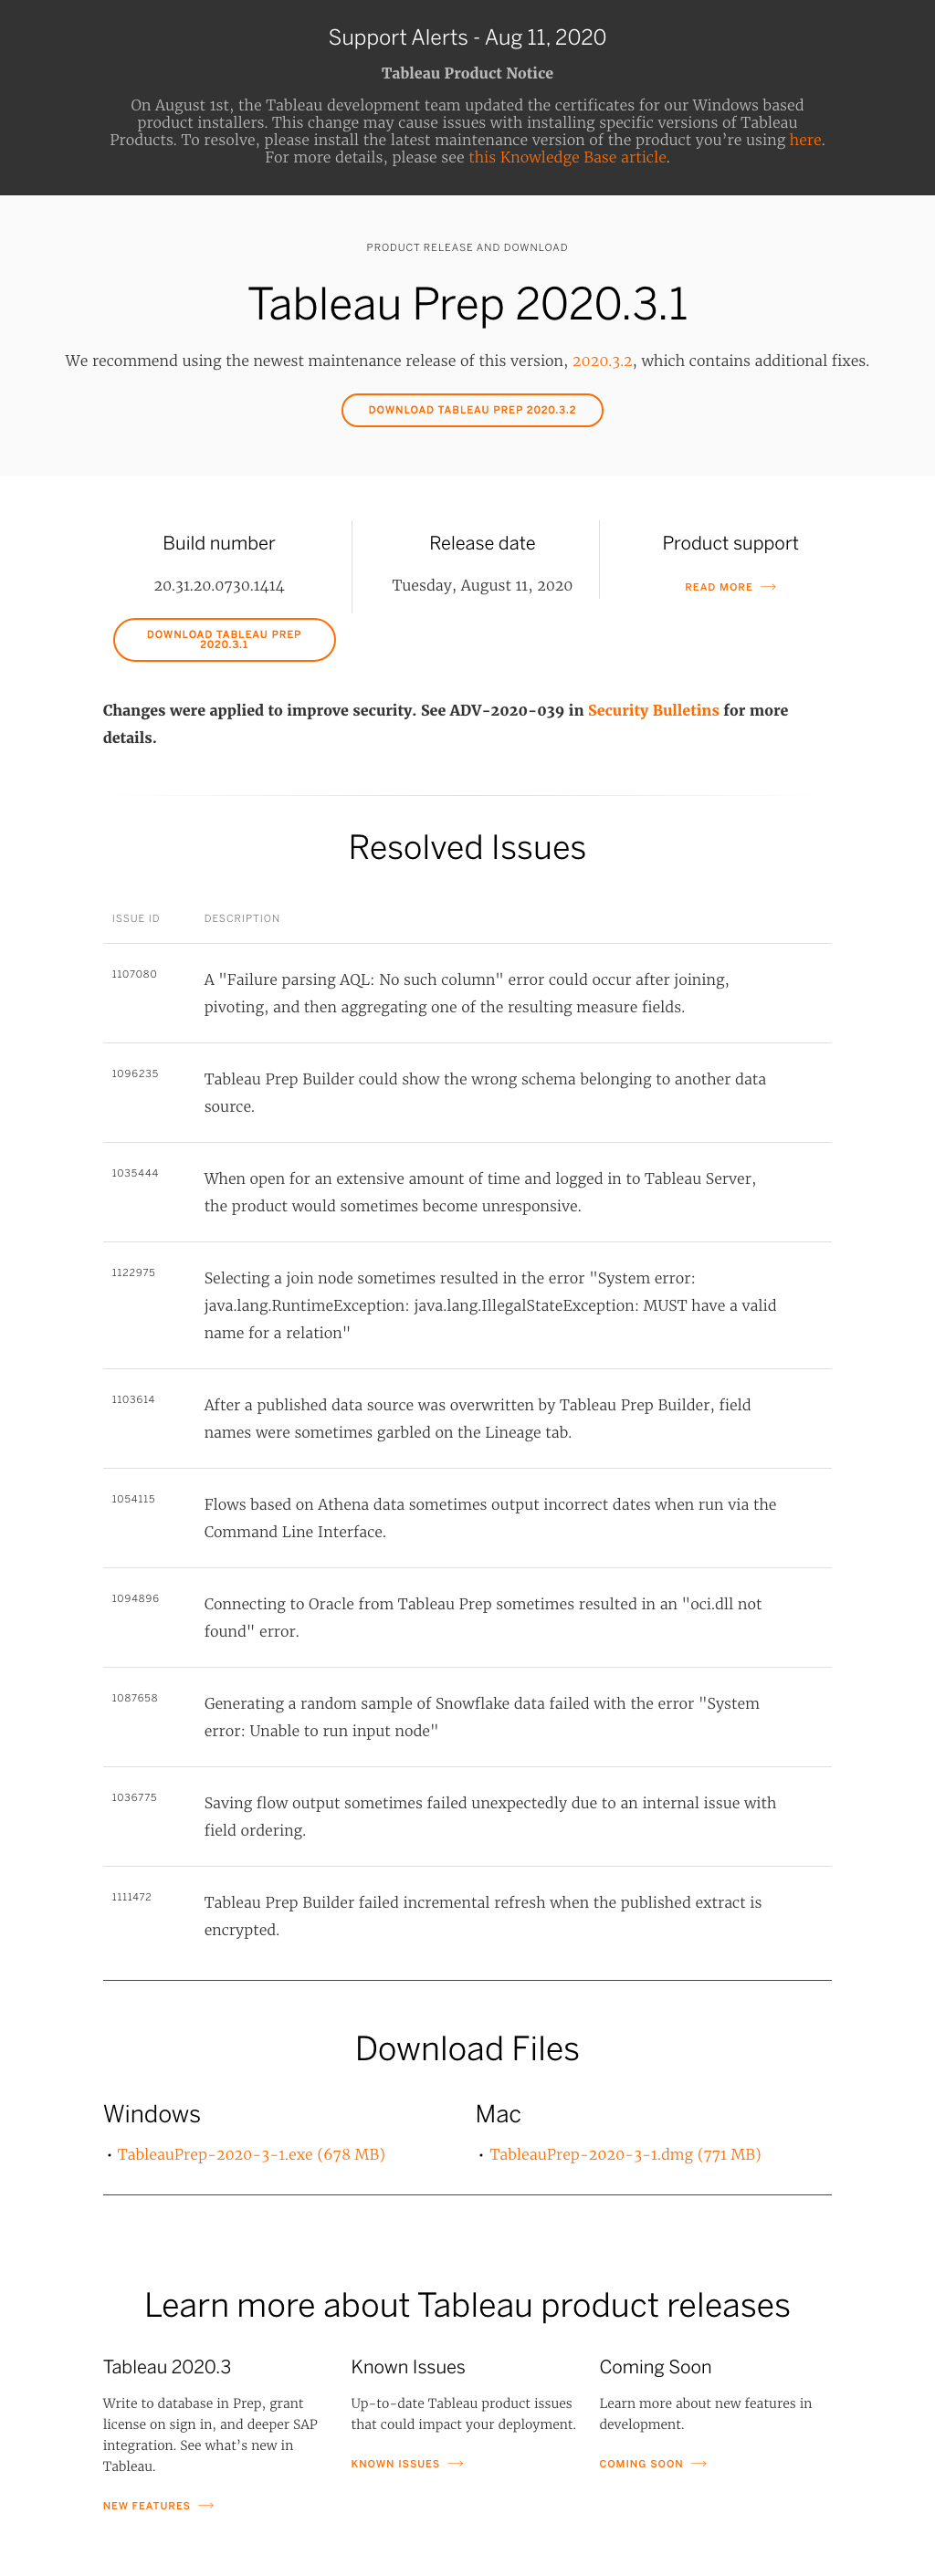 Support Alerts - Aug 11, 2020
Tableau Product Notice
On August 1st, the Tableau development team updated the certificates for our Windows based
product installers. This change may cause issues with installing specific versions of Tableau
Products. To resolve, please install the latest maintenance version of the product you’re using here.
For more details, please see this Knowledge Base article.
PRODUCT RELEASE AND DOWNLOAD
Tableau Prep 2020.3.1
We recommend using the newest maintenance release of this version, 2020.3.2, which contains additional fixes.
DOWNLOAD TABLEAU PREP 2020.3.2
Build number
20.31.20.0730.1414
DOWNLOAD TABLEAU PREP
2020.3.1
Release date
Tuesday, August 11, 2020
Product support
READ MORE
Changes were applied to improve security. See ADV-2020-039 in Security Bulletins for more
details.
Resolved Issues
ISSUE ID DESCRIPTION
1107080 A "Failure parsing AQL: No such column" error could occur after joining,
pivoting, and then aggregating one of the resulting measure fields.
1096235 Tableau Prep Builder could show the wrong schema belonging to another data
source.
1035444 When open for an extensive amount of time and logged in to Tableau Server,
the product would sometimes become unresponsive.
1122975 Selecting a join node sometimes resulted in the error "System error:
java.lang.RuntimeException: java.lang.IllegalStateException: MUST have a valid
name for a relation"
1103614 After a published data source was overwritten by Tableau Prep Builder, field
names were sometimes garbled on the Lineage tab.
1054115 Flows based on Athena data sometimes output incorrect dates when run via the
Command Line Interface.
1094896 Connecting to Oracle from Tableau Prep sometimes resulted in an "oci.dll not
found" error.
1087658 Generating a random sample of Snowflake data failed with the error "System
error: Unable to run input node"
1036775 Saving flow output sometimes failed unexpectedly due to an internal issue with
field ordering.
1111472 Tableau Prep Builder failed incremental refresh when the published extract is
encrypted.
Download Files
Windows
• TableauPrep-2020-3-1.exe (678 MB)
Mac
• TableauPrep-2020-3-1.dmg (771 MB)
Learn more about Tableau product releases
Tableau 2020.3
Write to database in Prep, grant
license on sign in, and deeper SAP
integration. See what’s new in
Tableau.
NEW FEATURES
Known Issues
Up-to-date Tableau product issues
that could impact your deployment.
KNOWN ISSUES
Coming Soon
Learn more about new features in
development.
COMING SOON